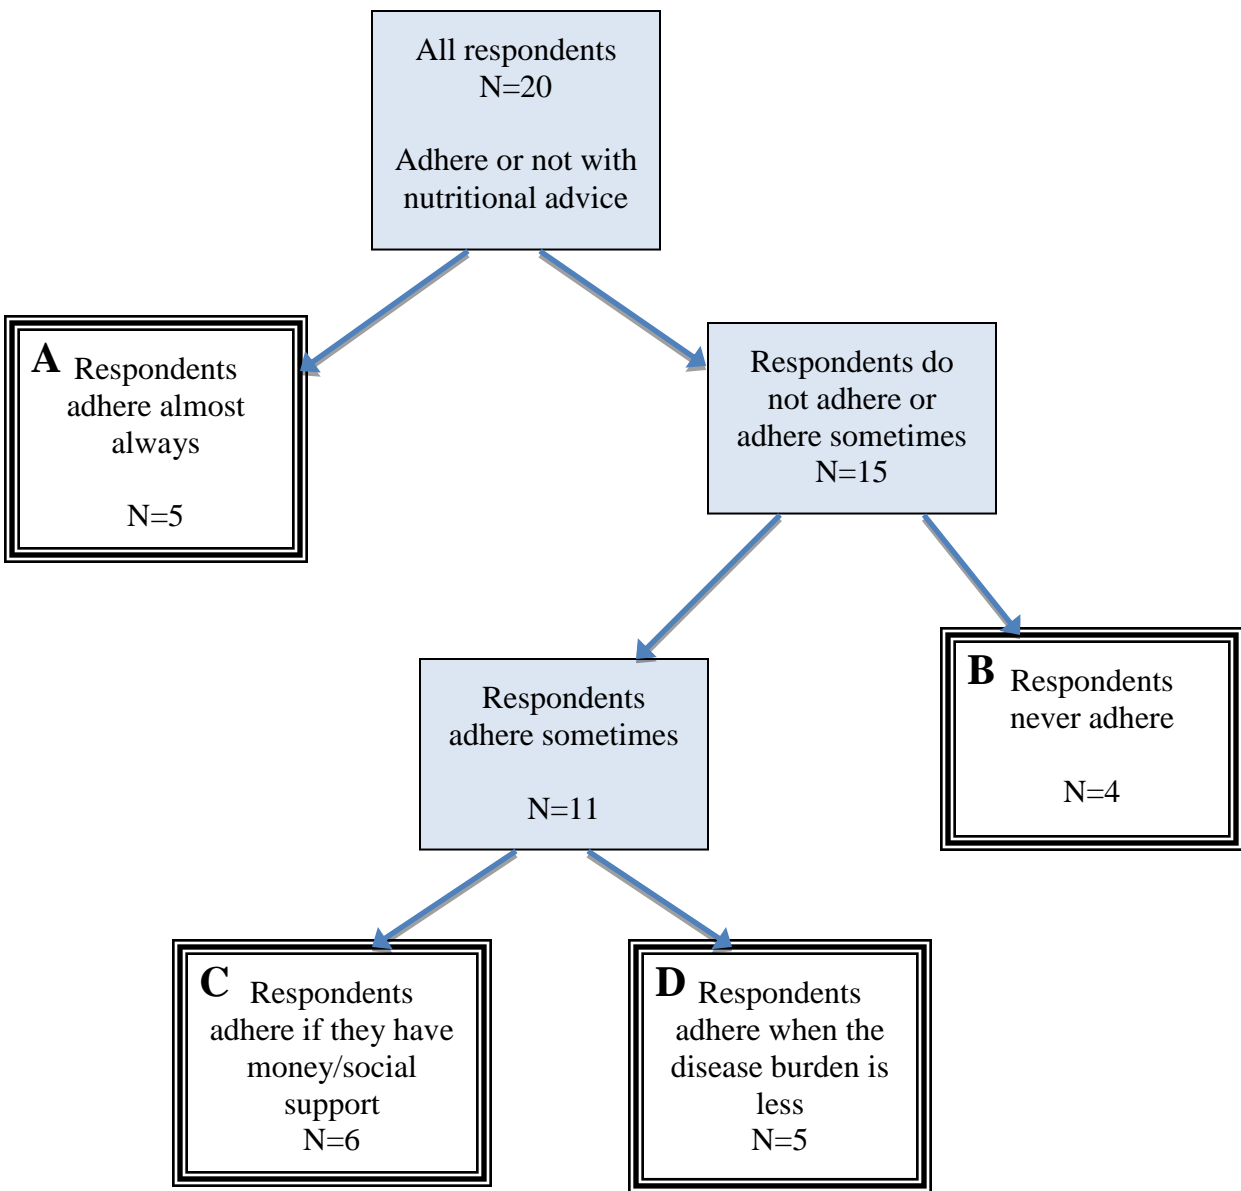 All respondents
N=20
Adhere or not with
nutritional advice
A Respondents
adhere almost
always
N=5
Respondents do
not adhere or
adhere sometimes
N=15
Respondents
adhere sometimes
N=11
B Respondents
never adhere
N=4
C Respondents
adhere if they have
money/social
support
N=6
D Respondents
adhere when the
disease burden is
less
N=5